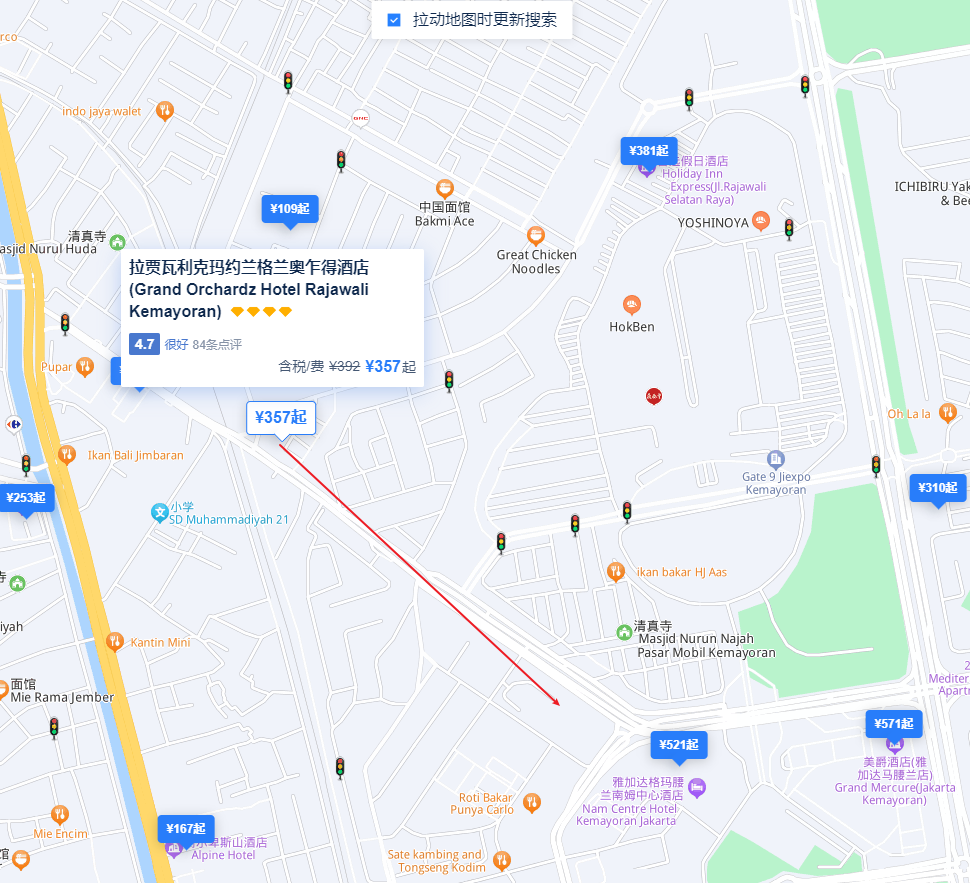 拉动地图时更新搜索
rco
indo jaya walet
GMC
¥381起
假日酒店
Holiday Inn
Express(Jl.Rajawali
Selatan Raya)
ICHIBIRU Yak
& Bee
中国面馆
Bakmi Ace
¥109起
YOSHINOYA
清真寺
asjid Nurul Huda
Great Chicken
Noodles
拉贾瓦利克玛约兰格兰奥乍得酒店
(Grand Orchardz Hotel Rajawali
Kemayoran)
4.7 很好 84条点评
含税/费 ¥392 ¥357起
HokBen
Pupar
¥357起
Oh La la
Ikan Bali Jimbaran
Gate 9 Jiexpo
Kemayoran
¥253起
¥310起
小学
SD Muhammadiyah 21
ikan bakar HJ Aas
寺
iyah
清真寺
Masjid Nurun Najah
Pasar Mobil Kemayoran
Kantin Mini
面馆
Mie Rama Jember
2
Mediter
Apartm
¥571起
¥521起
美爵酒店(雅
加达马腰兰店)
Grand Mercure(Jakarta
Kemayoran)
雅加达格玛腰
兰南姆中心酒店
Nam Centre Hotel
Kemayoran Jakarta
Roti Bakar
Punya Carlo
Mie Encim
¥167起
卑斯山酒店
Alpine Hotel
馆
Sate kambing and
Tongseng Kodim